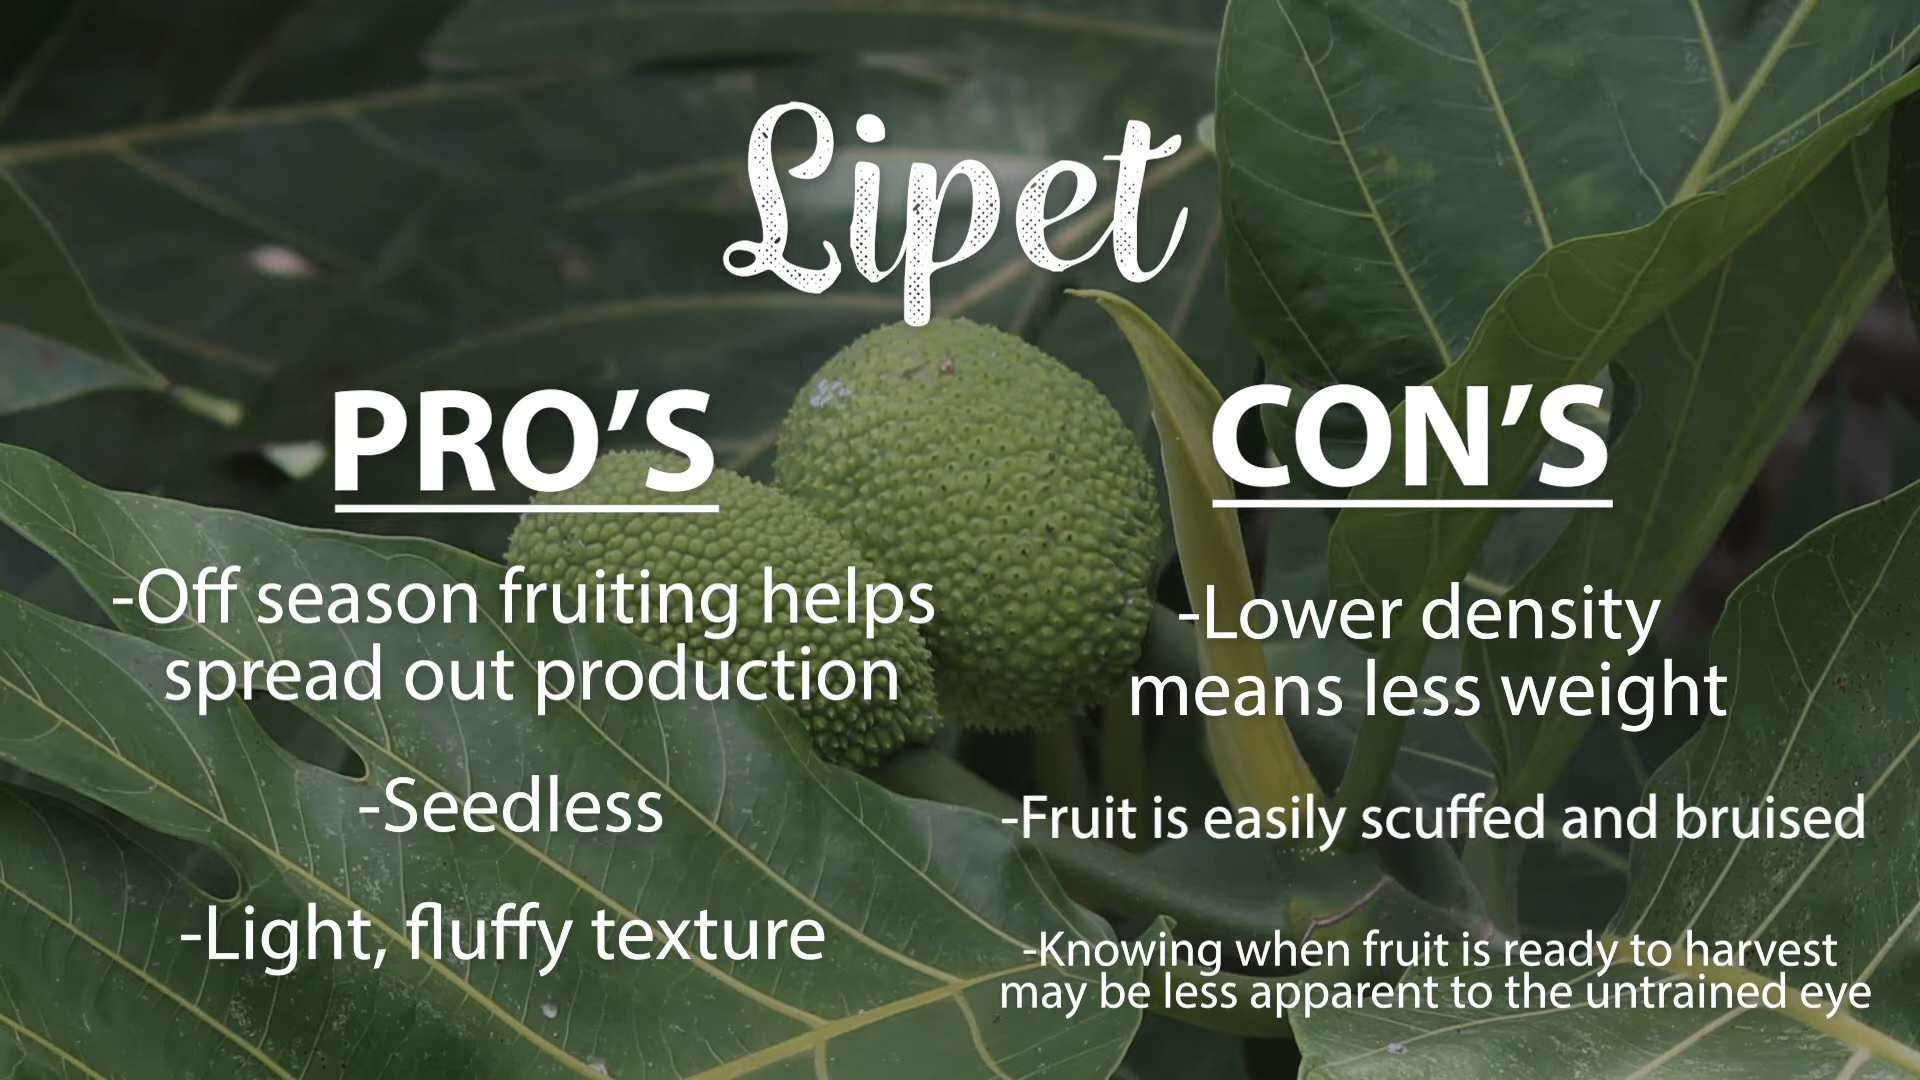 Lipet
PRO'S
-Off season fruiting helps
spread out production
-Seedless
-Light, fluffy texture
CON'S
-Lower density
means less weight
-Fruit is easily scuffed and bruised
-Knowing when fruit is ready to harvest
may be less apparent to the untrained eye